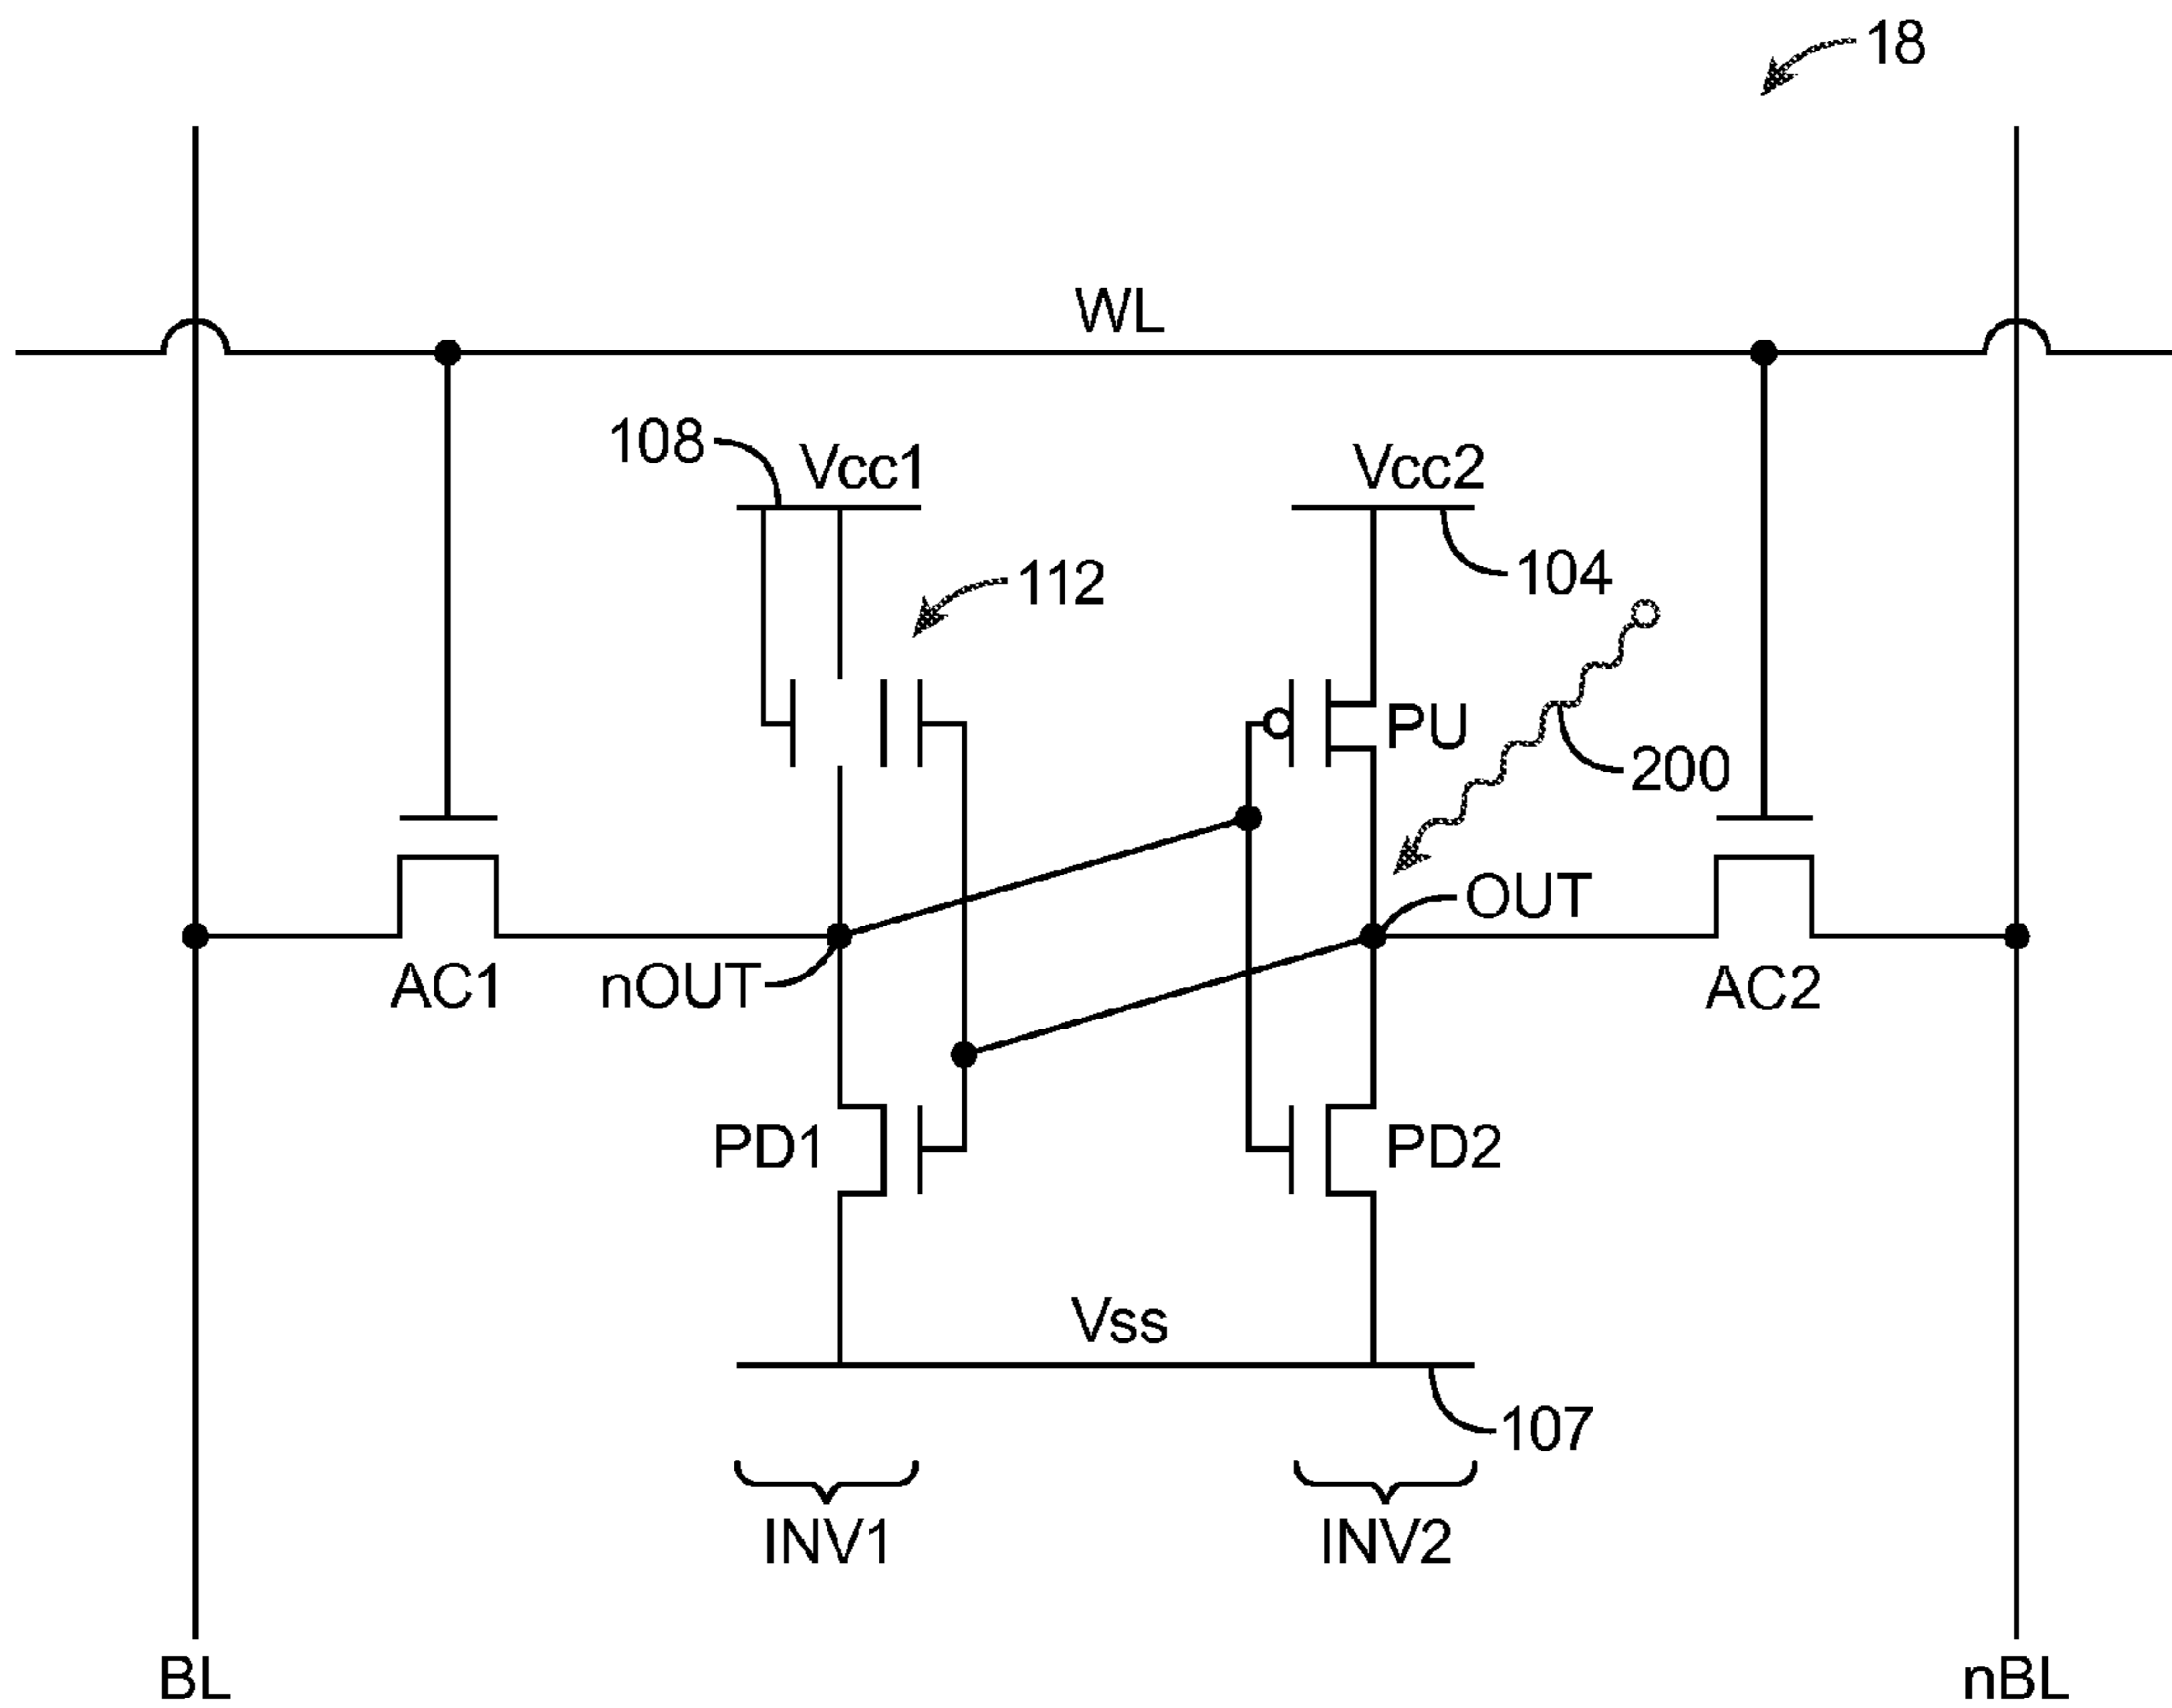 18
WL
108
Vcc1
Vcc2
104
112
PU
200
OUT
AC1
nOUT
AC2
PD1
PD2
Vss
107
INV1
INV2
BL
nBL